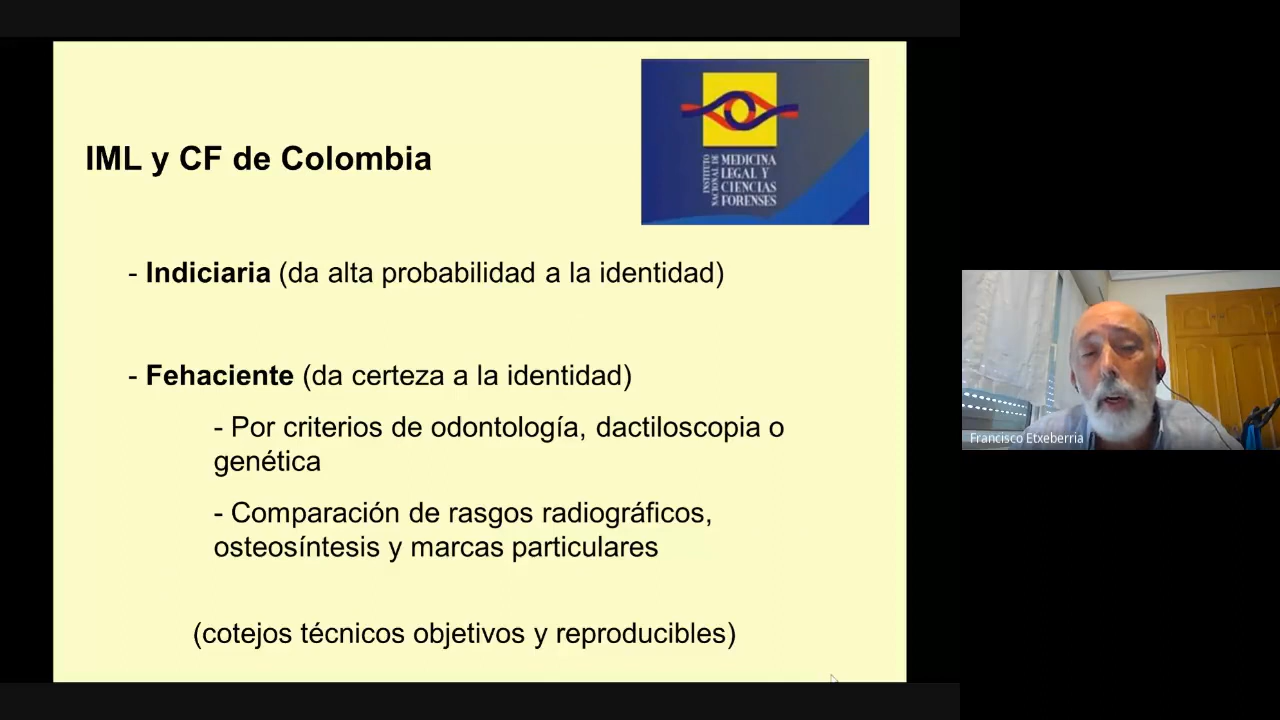 IML y CF de Colombia
INSTITUTO
NACIONAL DE
MEDICINA
LEGAL Y
CIENCIAS
FORENSES
- Indiciaria (da alta probabilidad a la identidad)
- Fehaciente (da certeza a la identidad)
- Por criterios de odontología, dactiloscopia o
genética
- Comparación de rasgos radiográficos,
osteosíntesis y marcas particulares
(cotejos técnicos objetivos y reproducibles)
Francisco Etxeberria